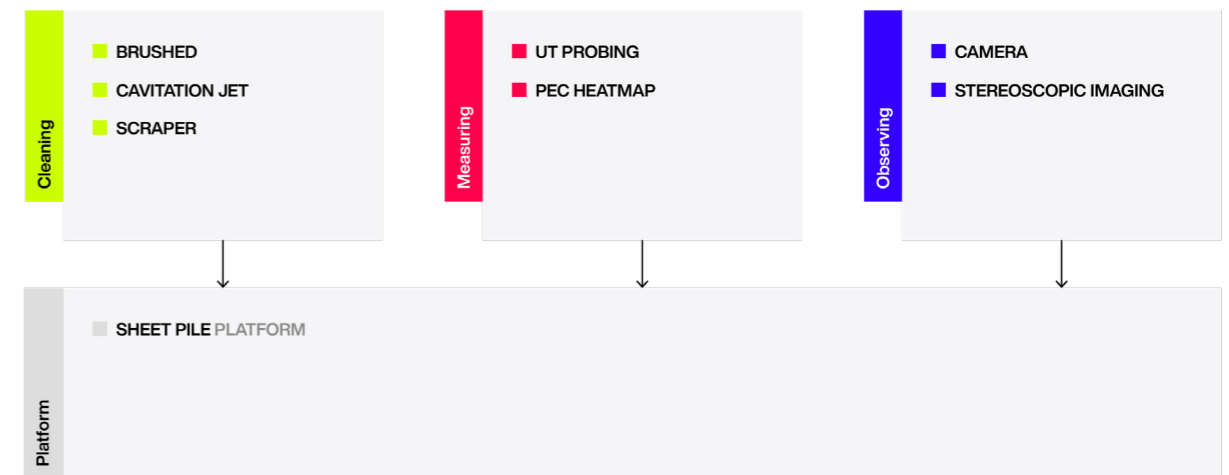 Cleaning
BRUSHED
CAVITATION JET
SCRAPER
Measuring
UT PROBING
PEC HEATMAP
Observing
CAMERA
STEREOSCOPIC IMAGING
Platform
SHEET PILE PLATFORM